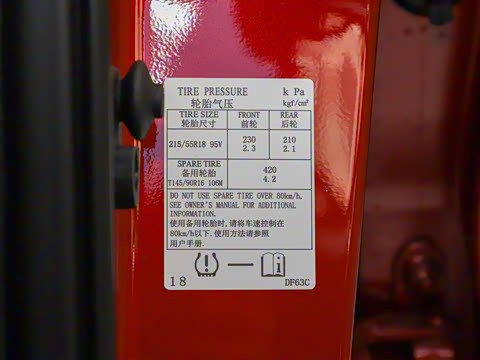 TIRE PRESSURE k Pa
轮胎气压 kgf/cm²
TIRE SIZE FRONT REAR
轮胎尺寸 前轮 后轮
215/55R18 95V 230 210
2.3 2.1
SPARE TIRE 420
备用轮胎 4.2
T145/90R16 106M
DO NOT USE SPARE TIRE OVER 80km/h.
SEE OWNER'S MANUAL FOR ADDITIONAL
INFORMATION.
使用备用轮胎时,请将车速控制在
80km/h以下.使用方法请参照
用户手册.
18 DF63C